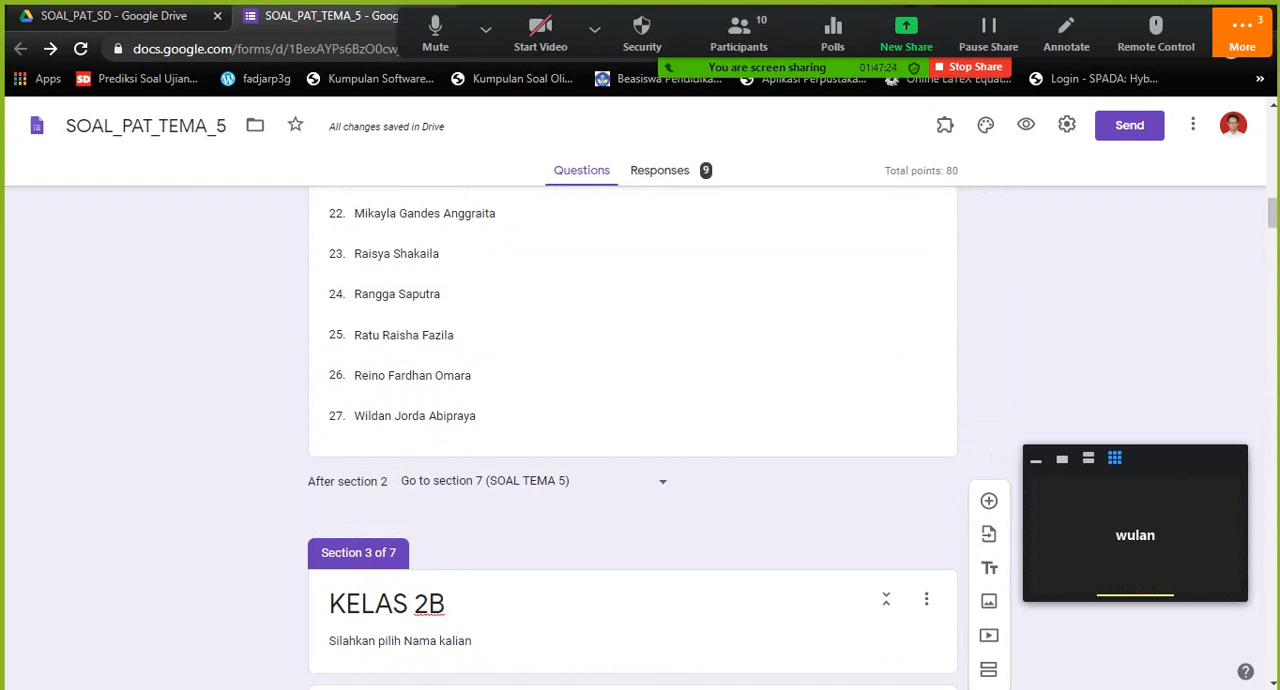 SOAL_PAT_SD - Google Drive
SOAL_PAT_TEMA_5 - Goog
Mute
Start Video
Security
10
Participants
Polls
New Share
Pause Share
Annotate
Remote Control
3
More
docs.google.com/forms/d/1BexAYPs6BzO0cw
You are screen sharing
01:47:24
Stop Share
Apps
SD Prediksi Soal Ujian...
fadjarp3g
Kumpulan Software...
Kumpulan Soal Oli...
Beasiswa Pendidika...
Aplikasi Perpustaka...
Online LaTeX Equat...
Login - SPADA: Hyb...
»
SOAL_PAT_TEMA_5
All changes saved in Drive
Send
Questions
Responses 9
Total points: 80
22. Mikayla Gandes Anggraita
23. Raisya Shakaila
24. Rangga Saputra
25. Ratu Raisha Fazila
26. Reino Fardhan Omara
27. Wildan Jorda Abipraya
After section 2 Go to section 7 (SOAL TEMA 5)
Section 3 of 7
KELAS 2B
Silahkan pilih Nama kalian
Tт
wulan